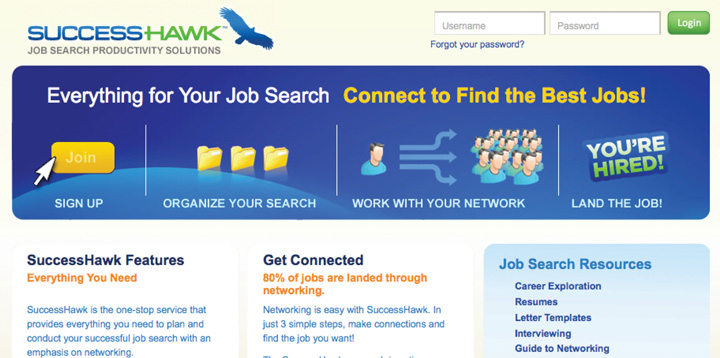 SUCCESSHAWK™
JOB SEARCH PRODUCTIVITY SOLUTIONS
Username
Password
Login
Forgot your password?
Everything for Your Job Search Connect to Find the Best Jobs!
Join
YOU'RE
HIRED!
SIGN UP
ORGANIZE YOUR SEARCH
WORK WITH YOUR NETWORK
LAND THE JOB!
SuccessHawk Features
Everything You Need
SuccessHawk is the one-stop service that
provides everything you need to plan and
conduct your successful job search with an
emphasis on networking.
Get Connected
80% of jobs are landed through
networking.
Networking is easy with SuccessHawk. In
just 3 simple steps, make connections and
find the job you want!
Job Search Resources
Career Exploration
Resumes
Letter Templates
Interviewing
Guide to Networking